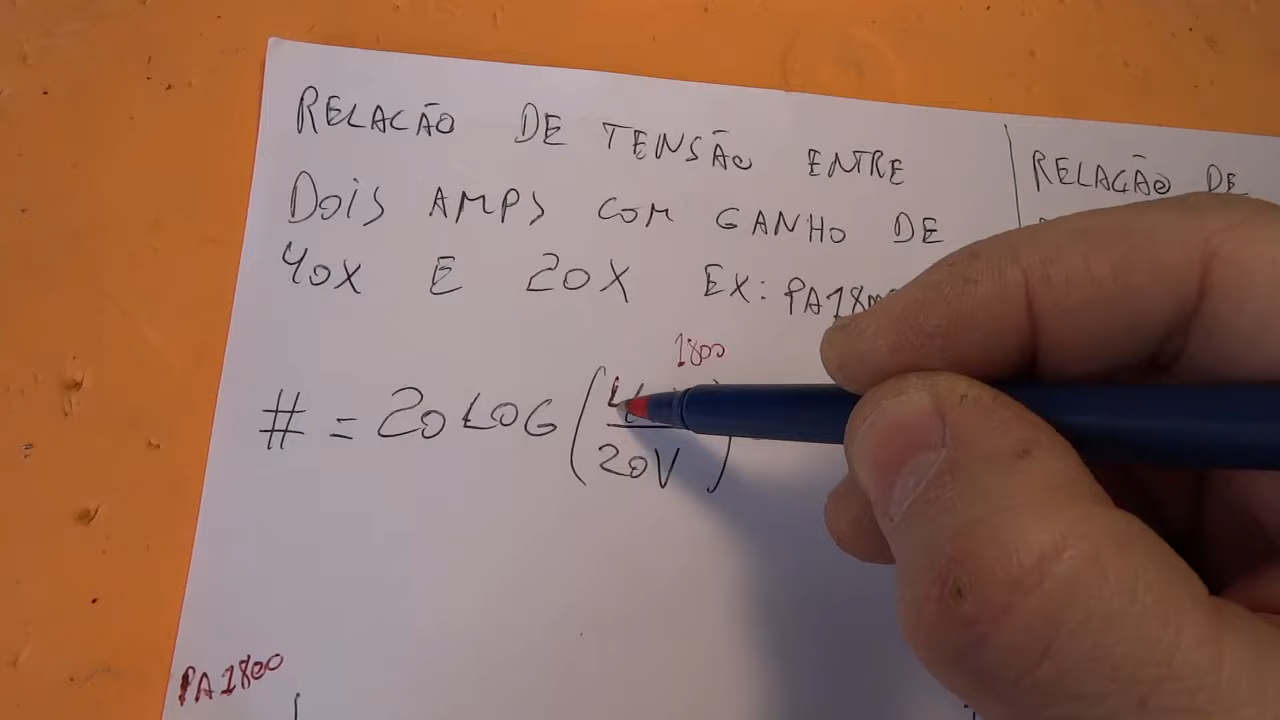 RELAÇÃO DE TENSÃO ENTRE
DOIS AMPS COM GANHO DE
40X E 20X EX:
1800
# = 20 LOG (
20V )
PA1800
RELAÇÃO DE